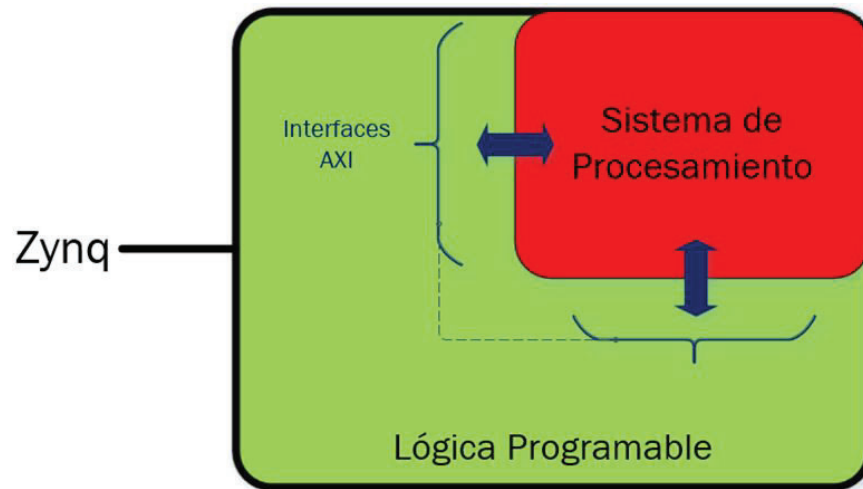 Interfaces
AXI
Sistema de
Procesamiento
Zynq
Lógica Programable